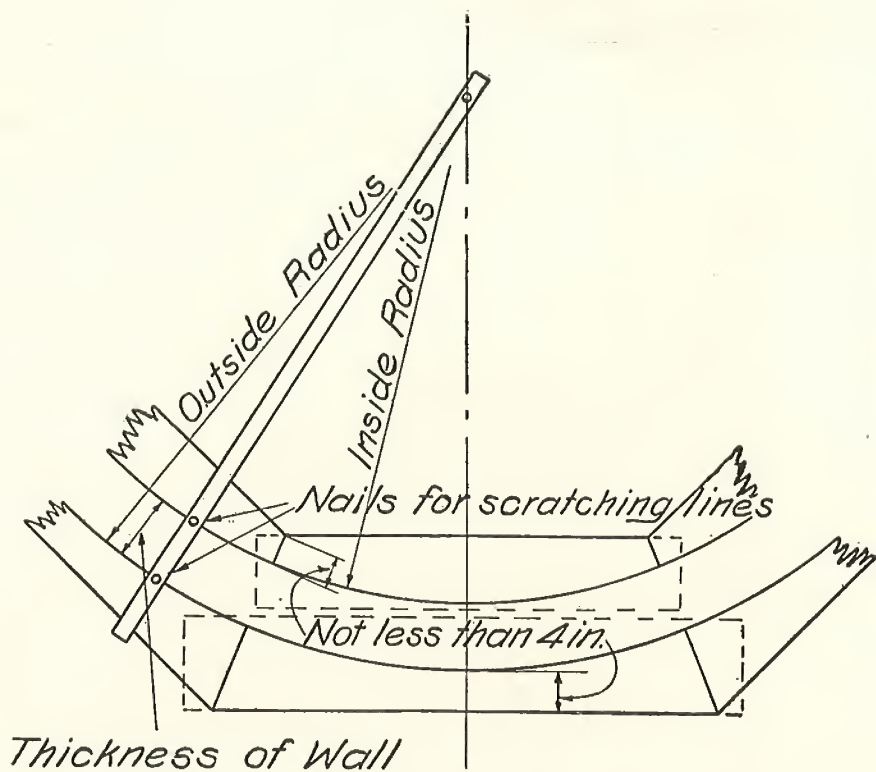 Outside Radius
Inside Radius
Nails for scratching lines
Not less than 4 in.
Thickness of Wall